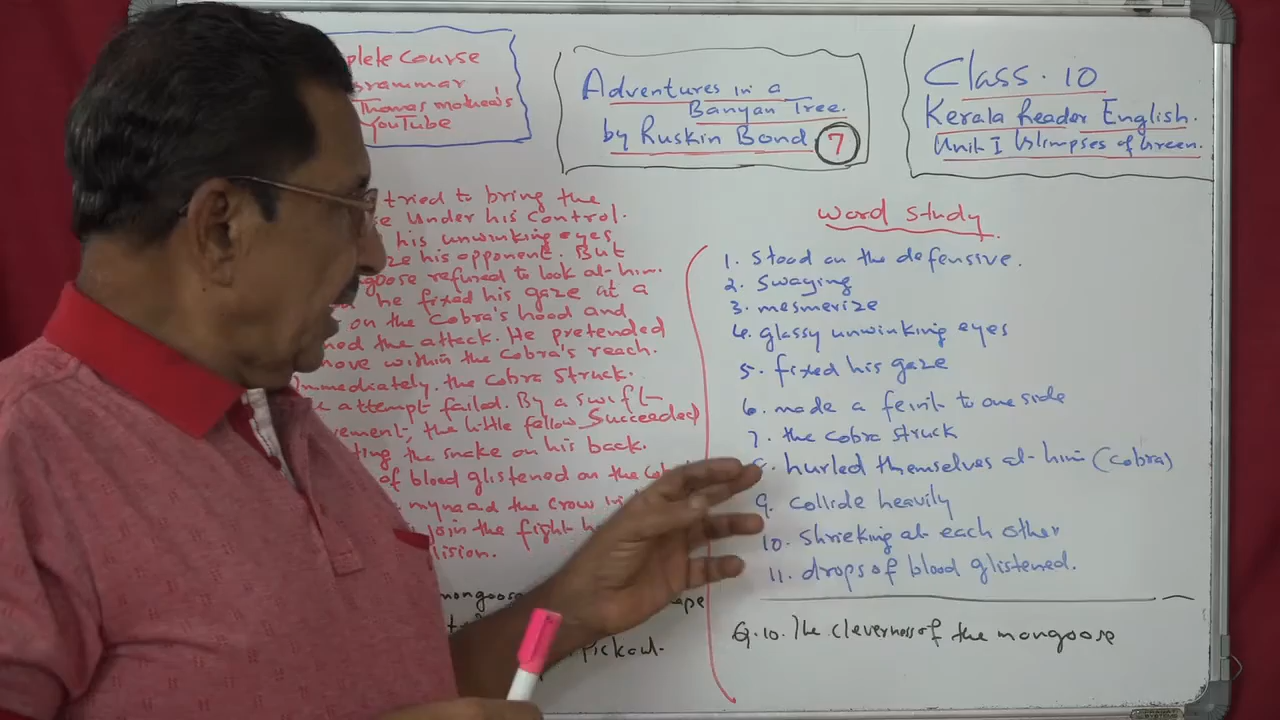 plete Course
Grammar
Thomas Mathew's
YouTube
Adventures in a
Banyan Tree.
by Ruskin Bond 7
Class. 10
Kerala Reader English.
Unit I Glimpses of Green.
tried to bring the
under his control.
his unwinking eyes
his opponent. But
refused to look at him.
he fixed his gaze at a
on the Cobra's hood and
the attack. He pretended
move within the Cobra's reach.
Immediately, the Cobra struck.
attempt failed. By a swift
movement, the little fellow succeeded
the snake on his back.
of blood glistened on the
mynaand the crow
join the fight
word study
1. Stood on the defensive.
2. Swaying
3. mesmerize
4. glassy unwinking eyes
5. fixed his gaze
6. made a feint to one side
7. the cobra struck
8. hurled themselves at him (Cobra)
9. collide heavily
10. shrieking at each other
11. drops of blood glistened.
Q.10. The cleverness of the mongoose
mongoose
pickout.